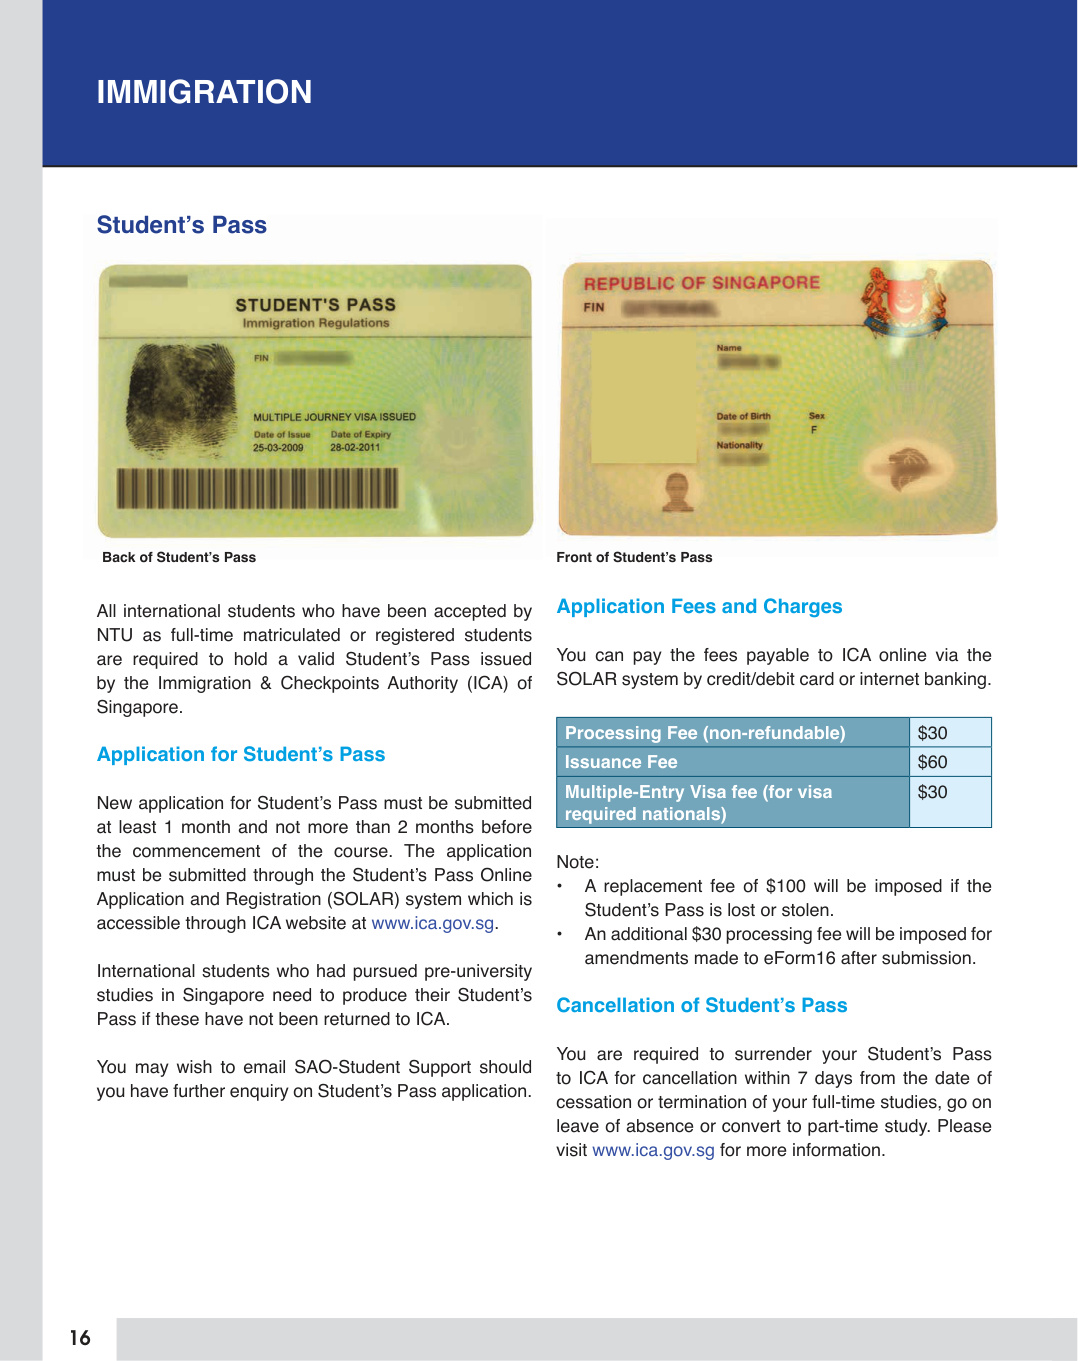 IMMIGRATION
Student’s Pass
STUDENT'S PASS
Immigration Regulations
FIN
MULTIPLE JOURNEY VISA ISSUED
Date of Issue Date of Expiry
25-03-2009 28-02-2011
Back of Student’s Pass
REPUBLIC OF SINGAPORE
FIN
Name
Date of Birth Sex
F
Nationality
Front of Student’s Pass
All international students who have been accepted by
NTU as full-time matriculated or registered students
are required to hold a valid Student’s Pass issued
by the Immigration & Checkpoints Authority (ICA) of
Singapore.
Application for Student’s Pass
New application for Student’s Pass must be submitted
at least 1 month and not more than 2 months before
the commencement of the course. The application
must be submitted through the Student’s Pass Online
Application and Registration (SOLAR) system which is
accessible through ICA website at www.ica.gov.sg.
International students who had pursued pre-university
studies in Singapore need to produce their Student’s
Pass if these have not been returned to ICA.
You may wish to email SAO-Student Support should
you have further enquiry on Student’s Pass application.
Application Fees and Charges
You can pay the fees payable to ICA online via the
SOLAR system by credit/debit card or internet banking.
Processing Fee (non-refundable) $30
Issuance Fee $60
Multiple-Entry Visa fee (for visa $30
required nationals)
Note:
• A replacement fee of $100 will be imposed if the
Student’s Pass is lost or stolen.
• An additional $30 processing fee will be imposed for
amendments made to eForm16 after submission.
Cancellation of Student’s Pass
You are required to surrender your Student’s Pass
to ICA for cancellation within 7 days from the date of
cessation or termination of your full-time studies, go on
leave of absence or convert to part-time study. Please
visit www.ica.gov.sg for more information.
16